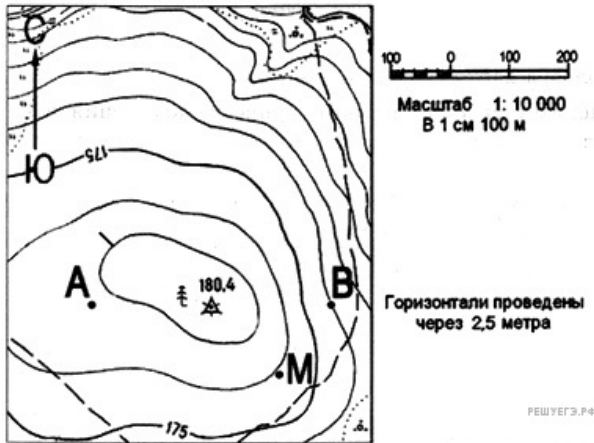 С
Ю
175
А
180,4
В
М
175
100 0 100 200
Масштаб 1: 10 000
В 1 см 100 м
Горизонтали проведены
через 2,5 метра
РЕШУЕГЭ.РФ